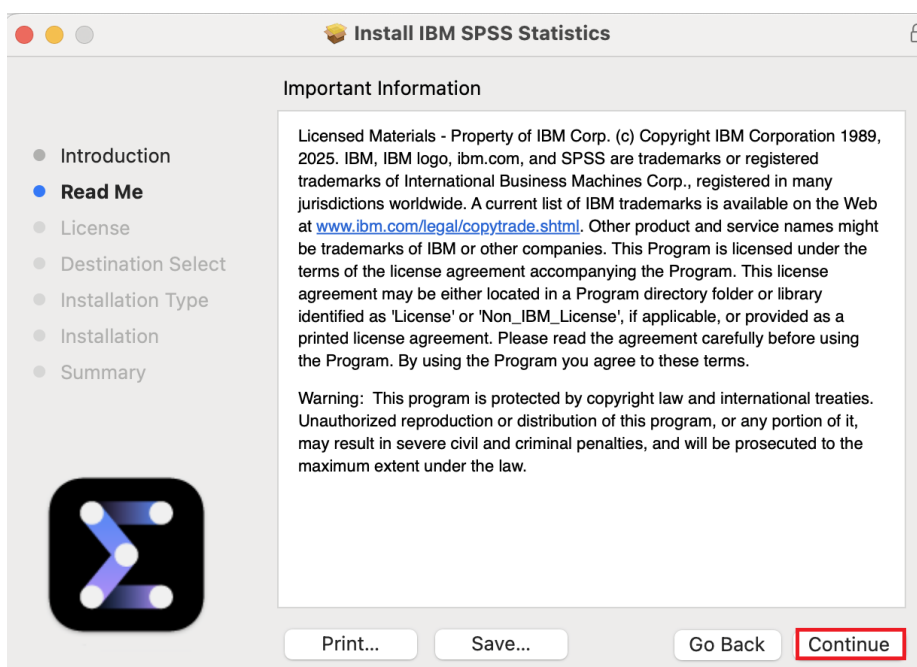 Install IBM SPSS Statistics
Important Information
Introduction
Read Me
License
Destination Select
Installation Type
Installation
Summary
Licensed Materials - Property of IBM Corp. (c) Copyright IBM Corporation 1989,
2025. IBM, IBM logo, ibm.com, and SPSS are trademarks or registered
trademarks of International Business Machines Corp., registered in many
jurisdictions worldwide. A current list of IBM trademarks is available on the Web
at www.ibm.com/legal/copytrade.shtml. Other product and service names might
be trademarks of IBM or other companies. This Program is licensed under the
terms of the license agreement accompanying the Program. This license
agreement may be either located in a Program directory folder or library
identified as 'License' or 'Non_IBM_License', if applicable, or provided as a
printed license agreement. Please read the agreement carefully before using
the Program. By using the Program you agree to these terms.
Warning:  This program is protected by copyright law and international treaties.
Unauthorized reproduction or distribution of this program, or any portion of it,
may result in severe civil and criminal penalties, and will be prosecuted to the
maximum extent under the law.
Print...
Save...
Go Back
Continue